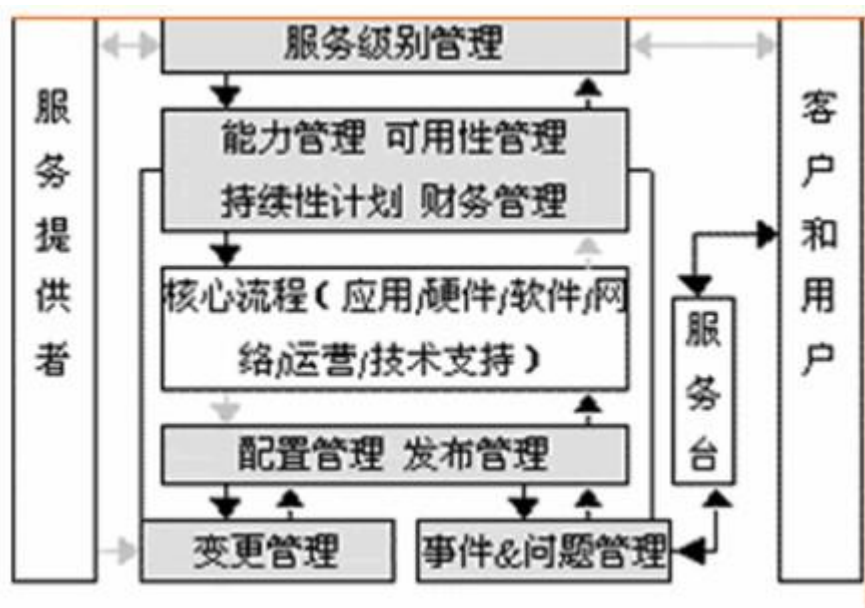 服务提供者
服务级别管理
能力管理 可用性管理
持续性计划 财务管理
核心流程（应用/硬件/软件/网
络/运营/技术支持）
配置管理 发布管理
变更管理
事件&问题管理
服务台
客户和用户